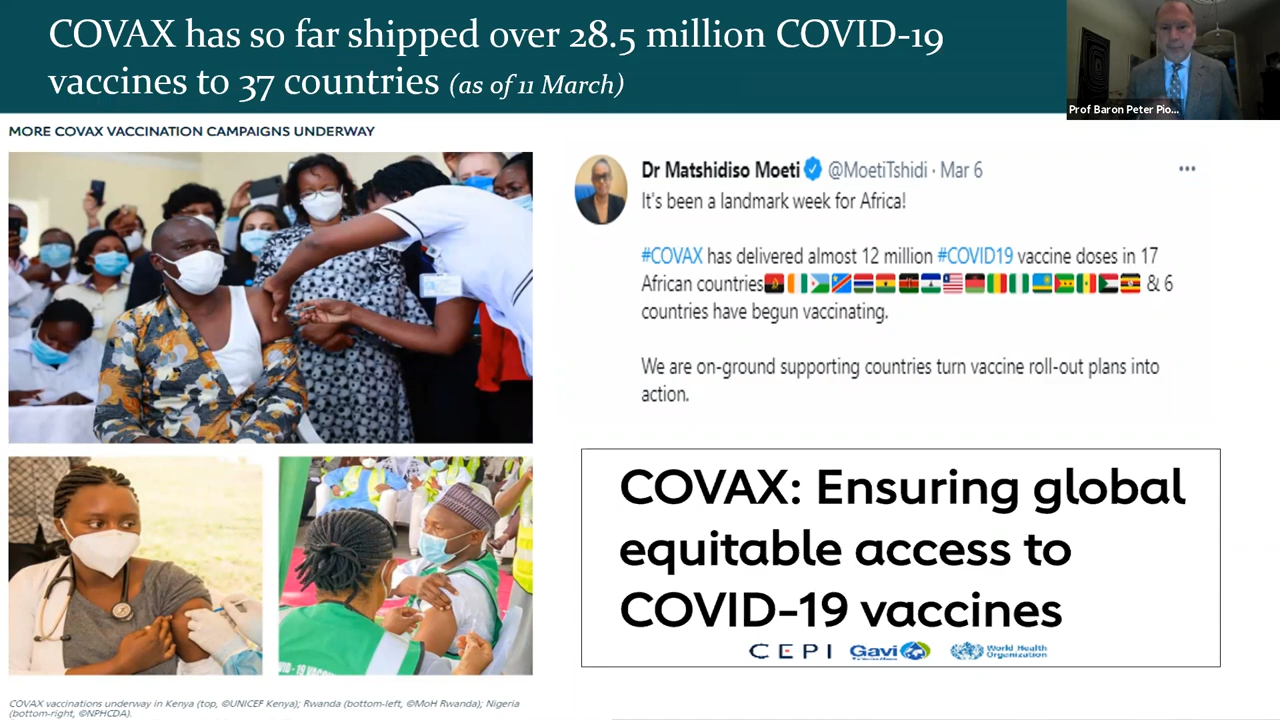 COVAX has so far shipped over 28.5 million COVID-19
vaccines to 37 countries (as of 11 March)
Prof Baron Peter Pio...
MORE COVAX VACCINATION CAMPAIGNS UNDERWAY
Dr Matshidiso Moeti @MoetiTshidi · Mar 6
It's been a landmark week for Africa!
#COVAX has delivered almost 12 million #COVID19 vaccine doses in 17
African countries & 6
countries have begun vaccinating.
We are on-ground supporting countries turn vaccine roll-out plans into
action.
COVAX: Ensuring global
equitable access to
COVID-19 vaccines
CEPI Gavi World Health
Organization
COVAX vaccinations underway in Kenya (top, ©UNICEF Kenya); Rwanda (bottom-left, ©MoH Rwanda); Nigeria
(bottom-right, ©NPHCDA).